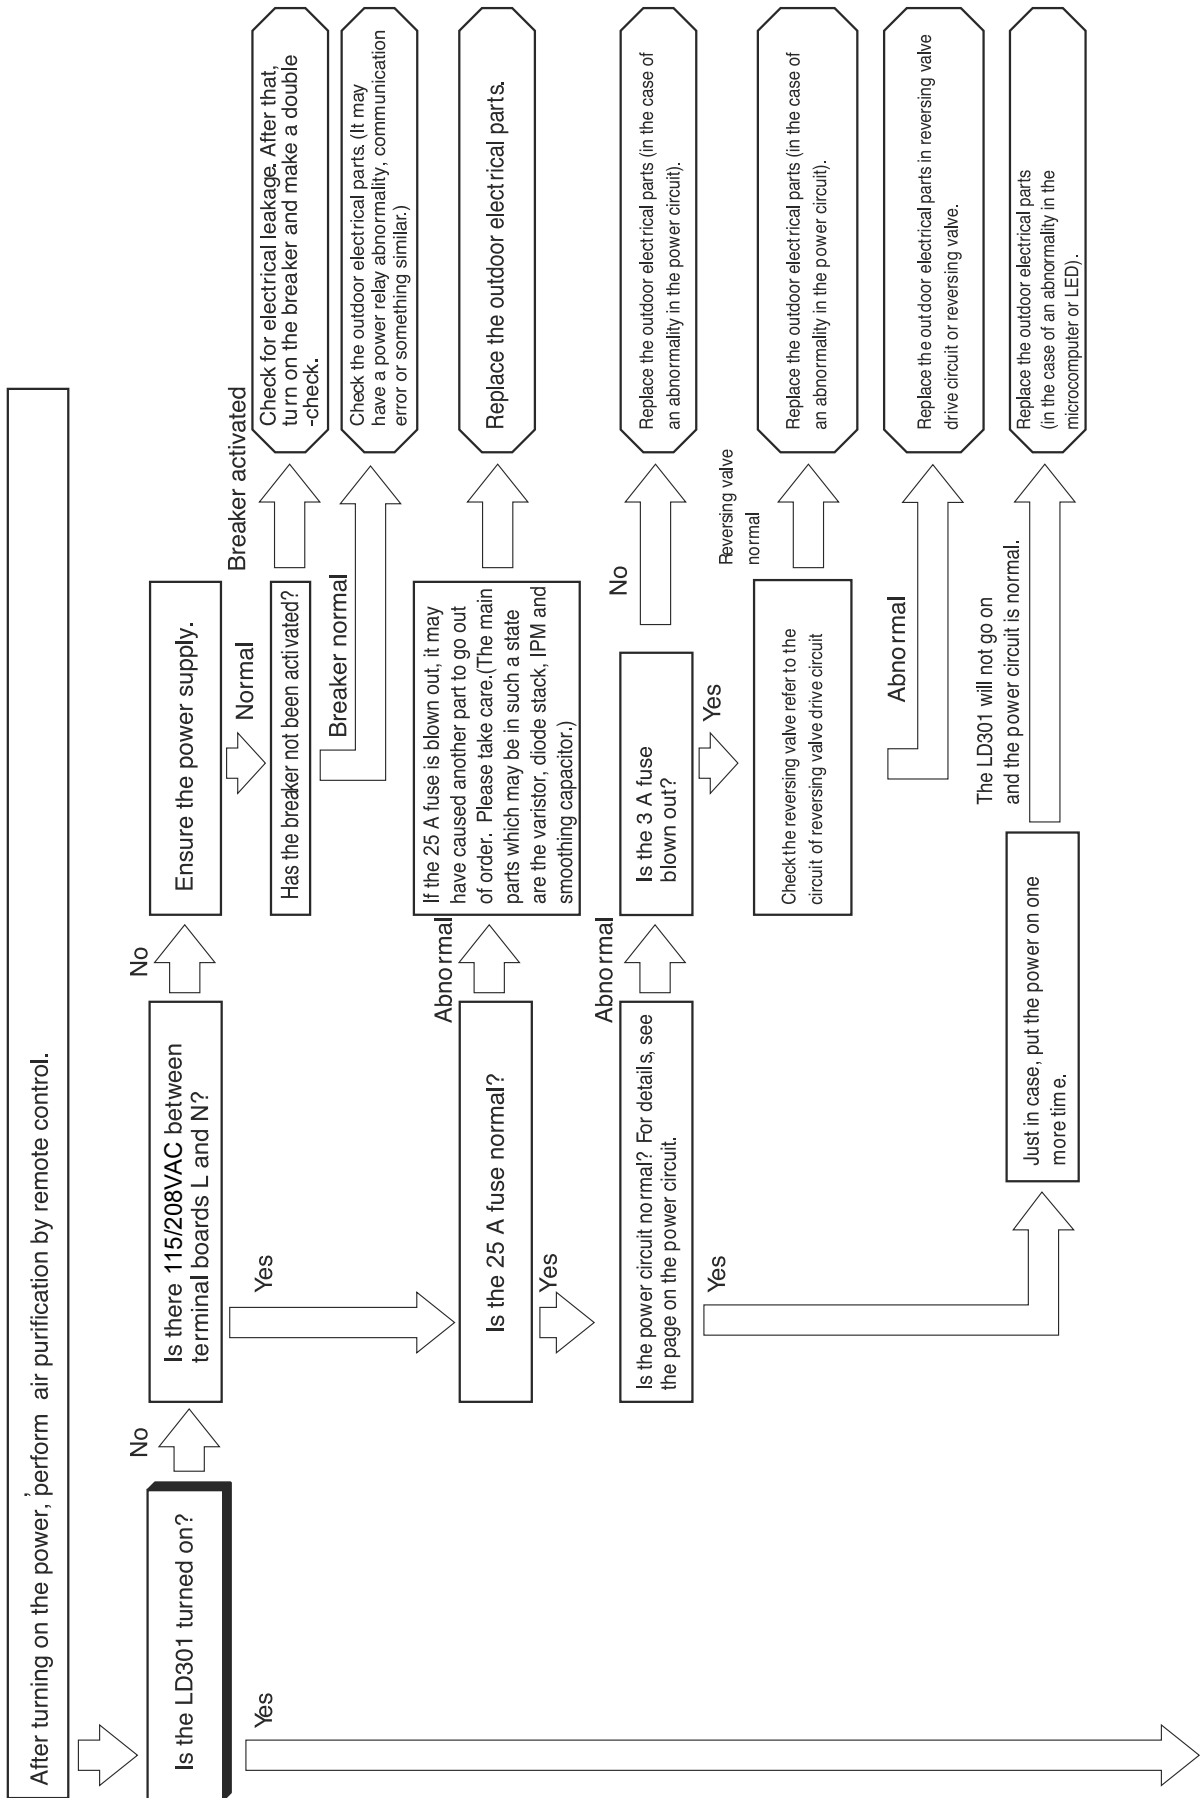 After turning on the power,'perform air purification by remote control.
Is the LD301 turned on?
No
Yes
Is there 115/208VAC between
terminal boards L and N?
No
Yes
Ensure the power supply.
Normal
Has the breaker not been activated?
Breaker activated
Check for electrical leakage. After that,
turn on the breaker and make a double
-check.
Breaker normal
Check the outdoor electrical parts. (It may
have a power relay abnormality, communication
error or something similar.)
Is the 25 A fuse normal?
Abnormal
Yes
If the 25 A fuse is blown out, it may
have caused another part to go out
of order. Please take care.(The main
parts which may be in such a state
are the varistor, diode stack, IPM and
smoothing capacitor.)
Replace the outdoor electrical parts.
Is the power circuit normal? For details, see
the page on the power circuit.
Abnormal
Yes
Is the 3 A fuse
blown out?
No
Yes
Replace the outdoor electrical parts (in the case of
an abnormality in the power circuit).
Check the reversing valve refer to the
circuit of reversing valve drive circuit
Reversing valve
normal
Replace the outdoor electrical parts (in the case of
an abnormality in the power circuit).
Abnormal
Replace the outdoor electrical parts in reversing valve
drive circuit or reversing valve.
Just in case, put the power on one
more time.
The LD301 will not go on
and the power circuit is normal.
Replace the outdoor electrical parts
(in the case of an abnormality in the
microcomputer or LED).